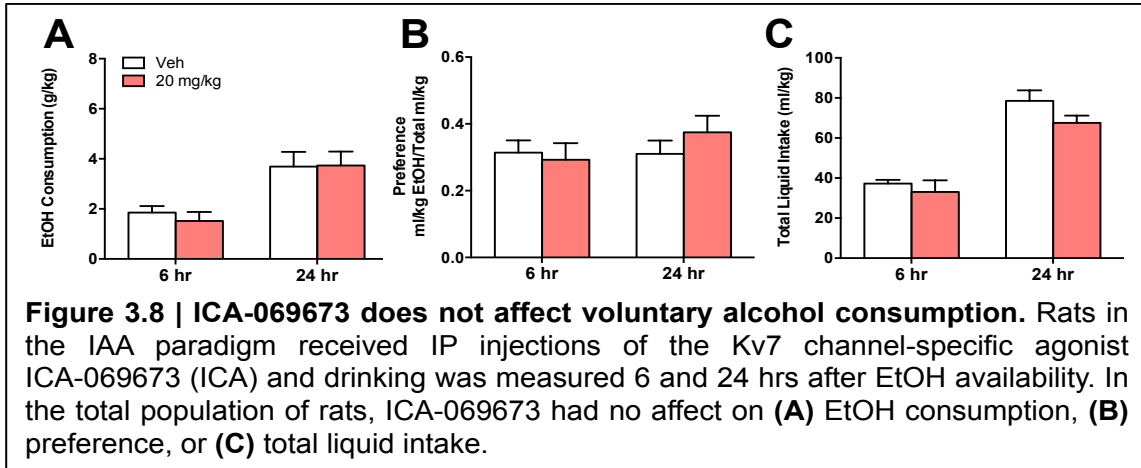 A
EtOH Consumption (g/kg)
8
6
4
2
0
Veh
20 mg/kg
6 hr
24 hr
B
Preference
ml/kg EtOH/Total ml/kg
0.6
0.4
0.2
0.0
6 hr
24 hr
C
Total Liquid Intake (ml/kg)
100
80
60
40
20
0
6 hr
24 hr
Figure 3.8 | ICA-069673 does not affect voluntary alcohol consumption. Rats in
the IAA paradigm received IP injections of the Kv7 channel-specific agonist
ICA-069673 (ICA) and drinking was measured 6 and 24 hrs after EtOH availability. In
the total population of rats, ICA-069673 had no affect on (A) EtOH consumption, (B)
preference, or (C) total liquid intake.